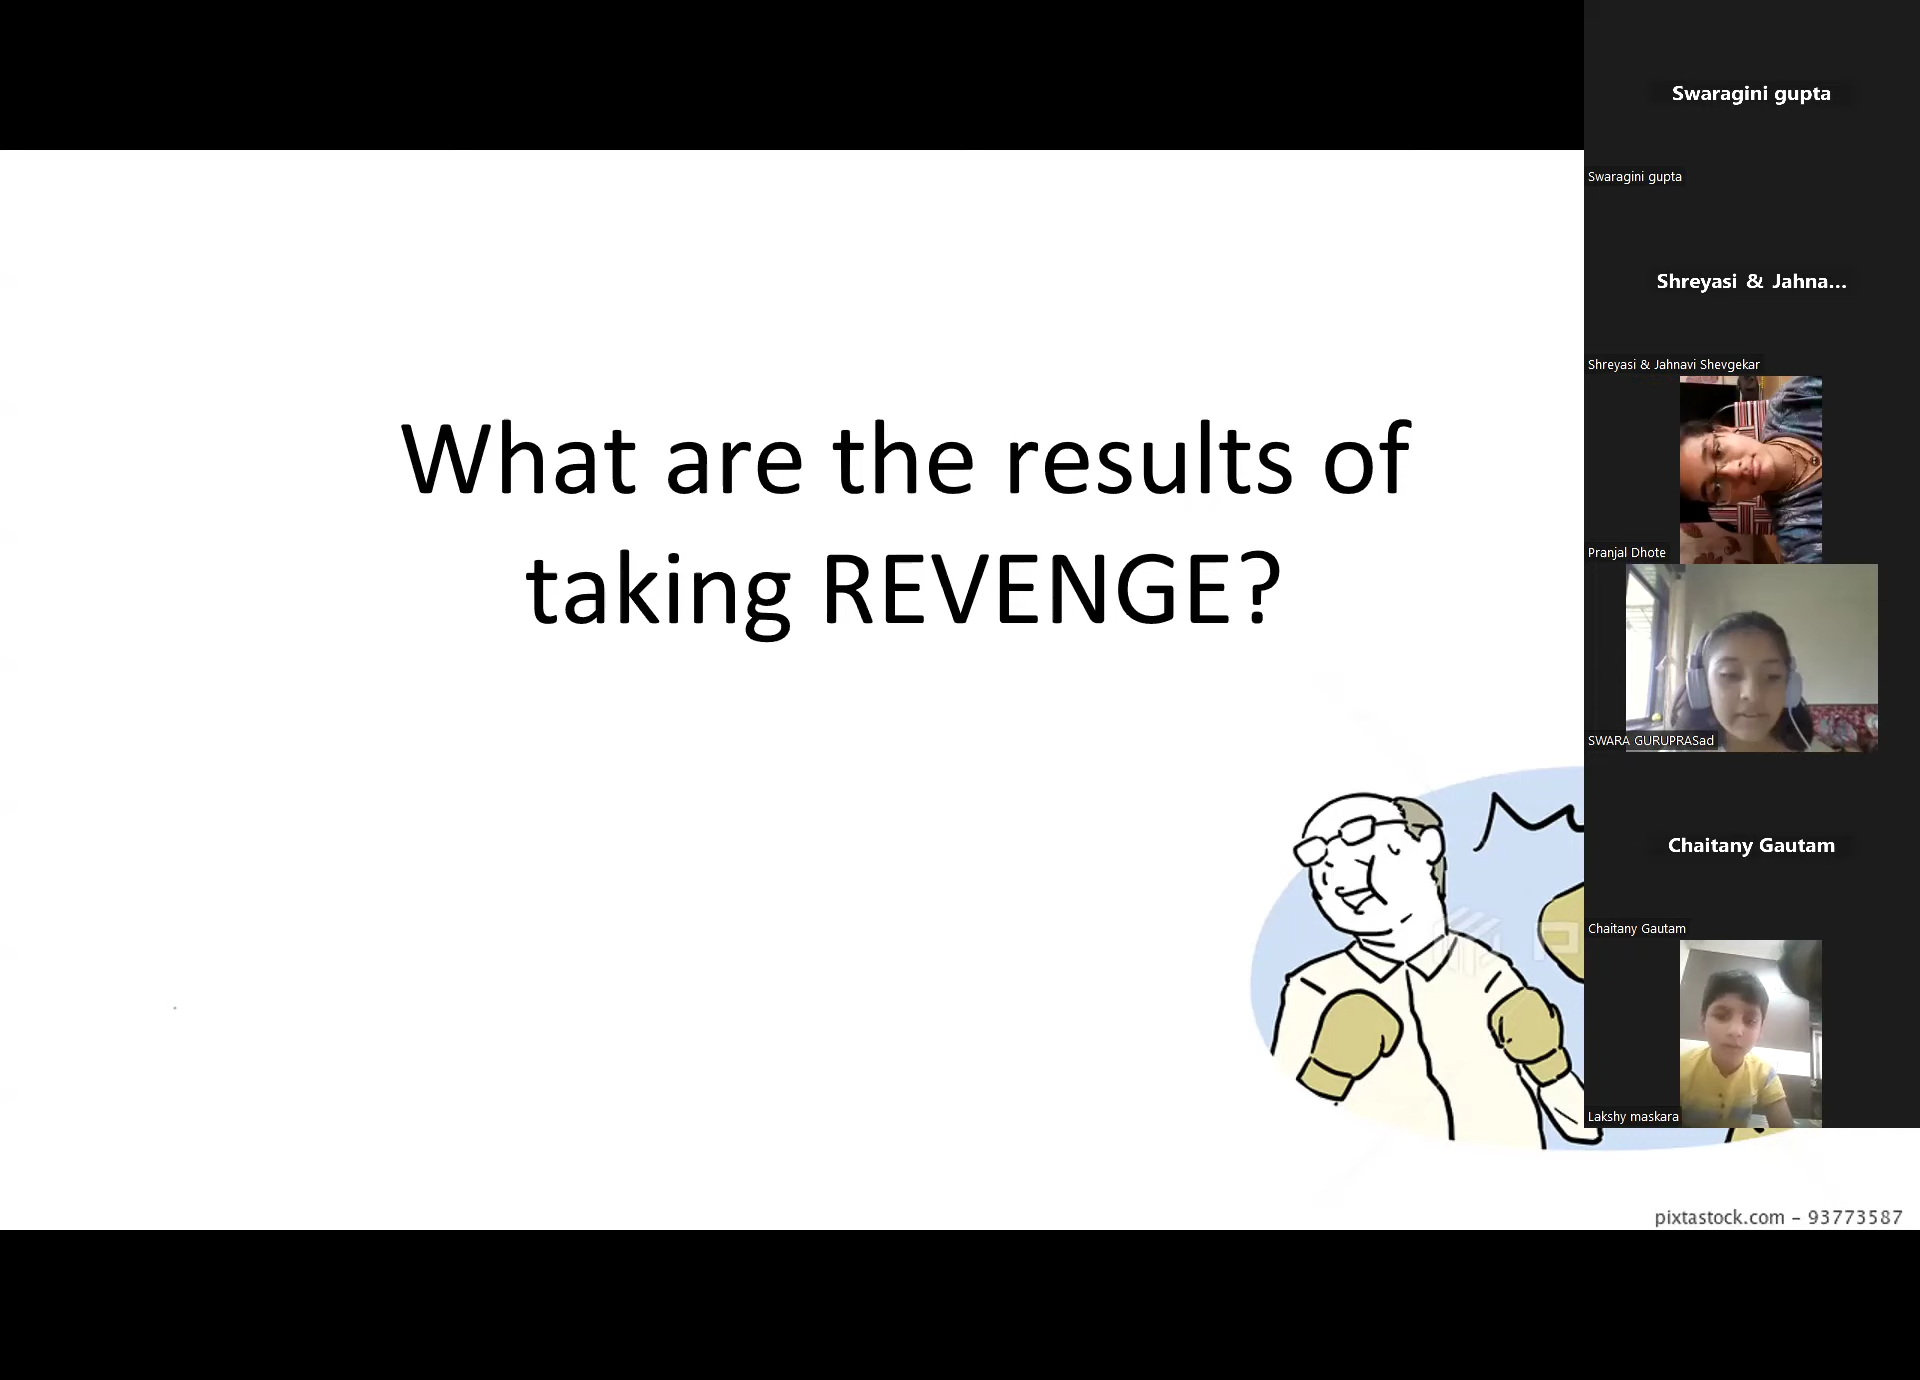 What are the results of
taking REVENGE?
pixtastock.com – 93773587
Swaragini gupta
Swaragini gupta
Shreyasi & Jahna...
Shreyasi & Jahnavi Shevgekar
Pranjal Dhote
SWARA GURUPRASad
Chaitany Gautam
Chaitany Gautam
Lakshy maskara